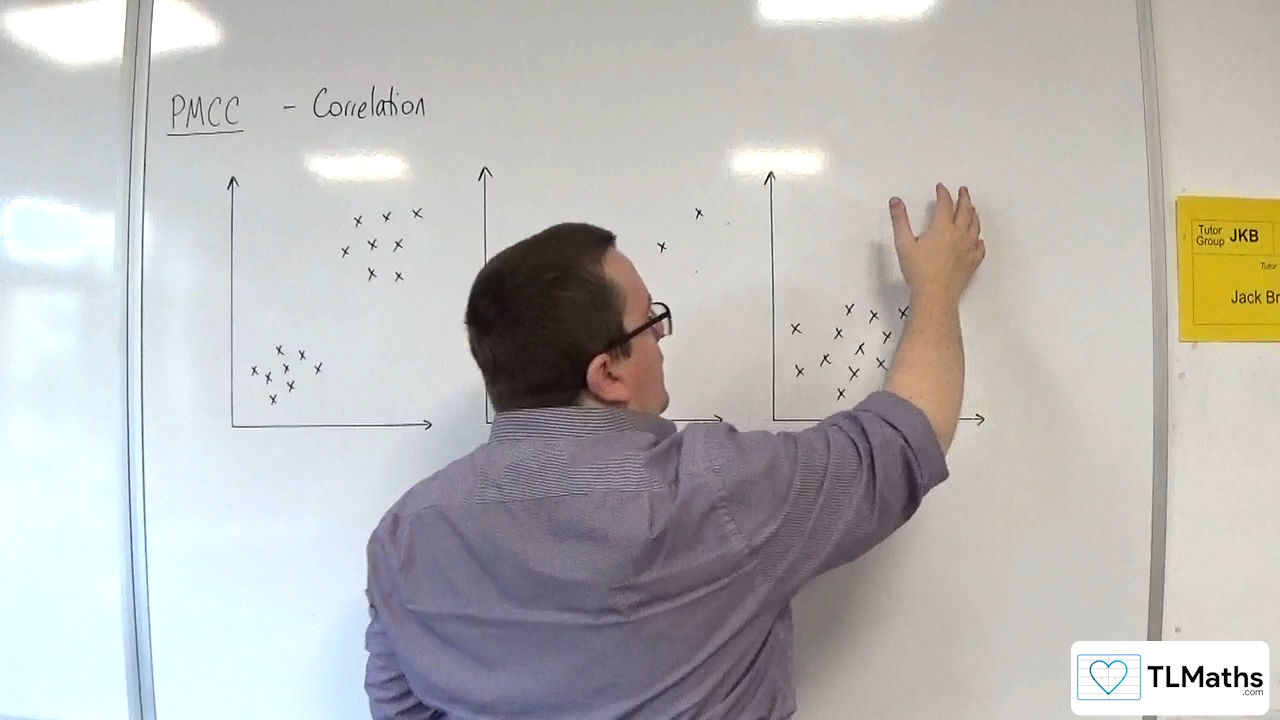 PMCC - Correlation
Tutor
Group JKB
Tutor
Jack Br
TLMaths
.com